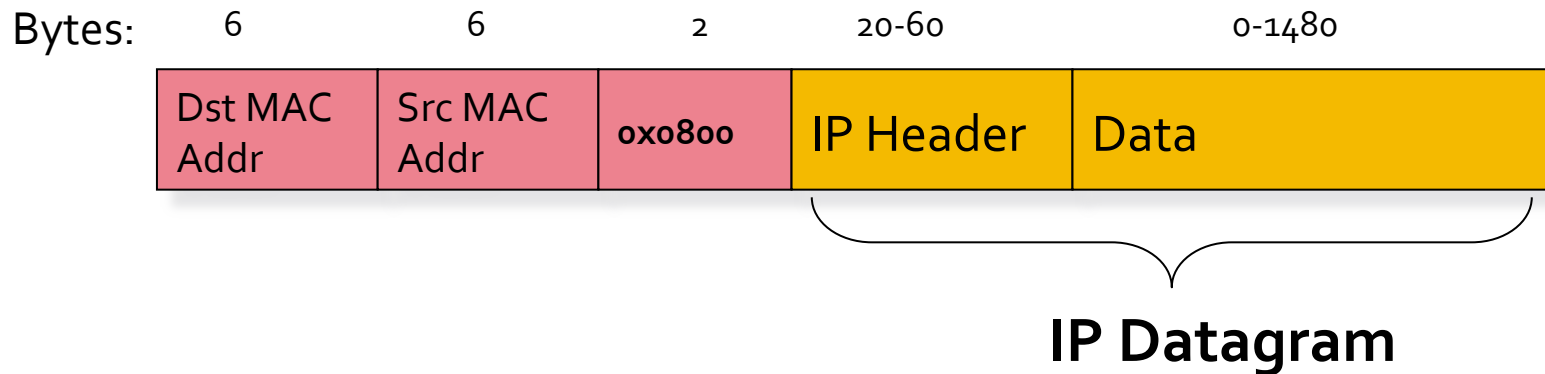 Bytes: 6 6 2 20-60 0-1480
Dst MAC Addr
Src MAC Addr
0x0800
IP Header
Data
IP Datagram